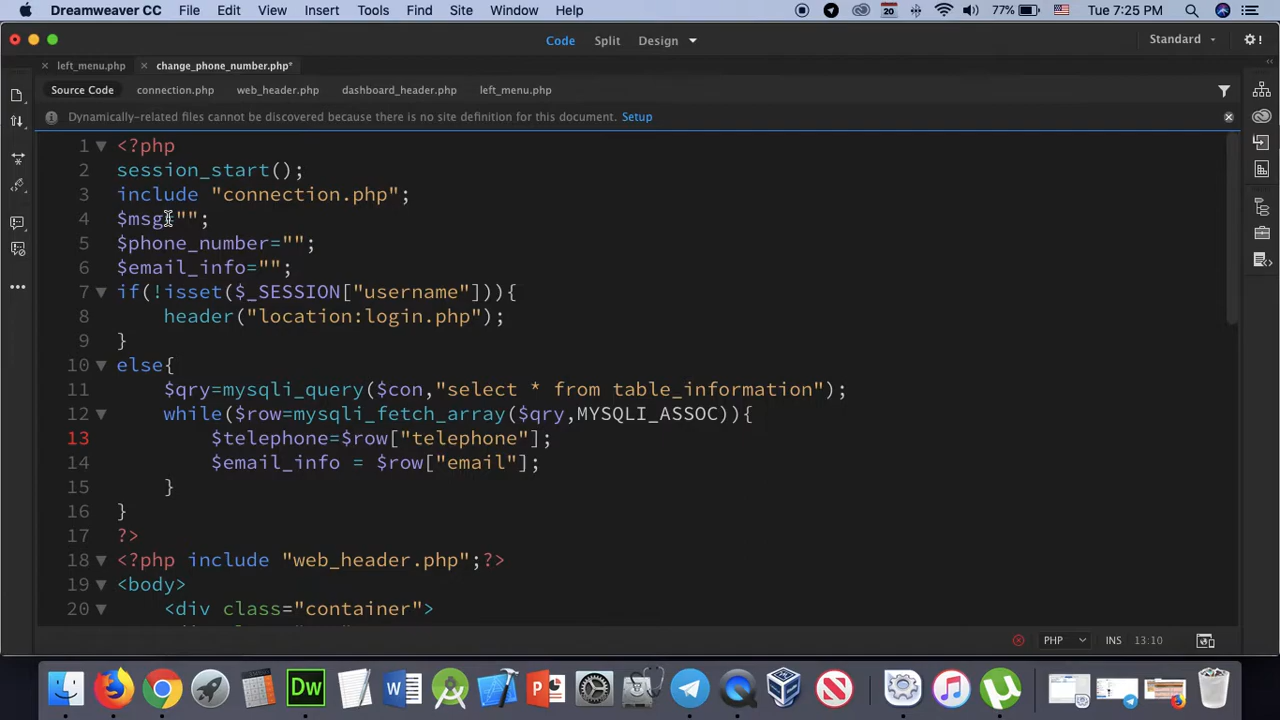 Dreamweaver CC File Edit View Insert Tools Find Site Window Help 20 77% Tue 7:25 PM
Code Split Design Standard
left_menu.php change_phone_number.php*
Source Code connection.php web_header.php dashboard_header.php left_menu.php
Dynamically-related files cannot be discovered because there is no site definition for this document. Setup
1 <?php
2 session_start();
3 include "connection.php";
4 $msg="";
5 $phone_number="";
6 $email_info="";
7 if(!isset($_SESSION["username"])){
8 header("location:login.php");
9 }
10 else{
11 $qry=mysqli_query($con,"select * from table_information");
12 while($row=mysqli_fetch_array($qry,MYSQLI_ASSOC)){
13 $telephone=$row["telephone"];
14 $email_info = $row["email"];
15 }
16 }
17 ?>
18 <?php include "web_header.php";?>
19 <body>
20 <div class="container">
PHP INS 13:10
Dw W P